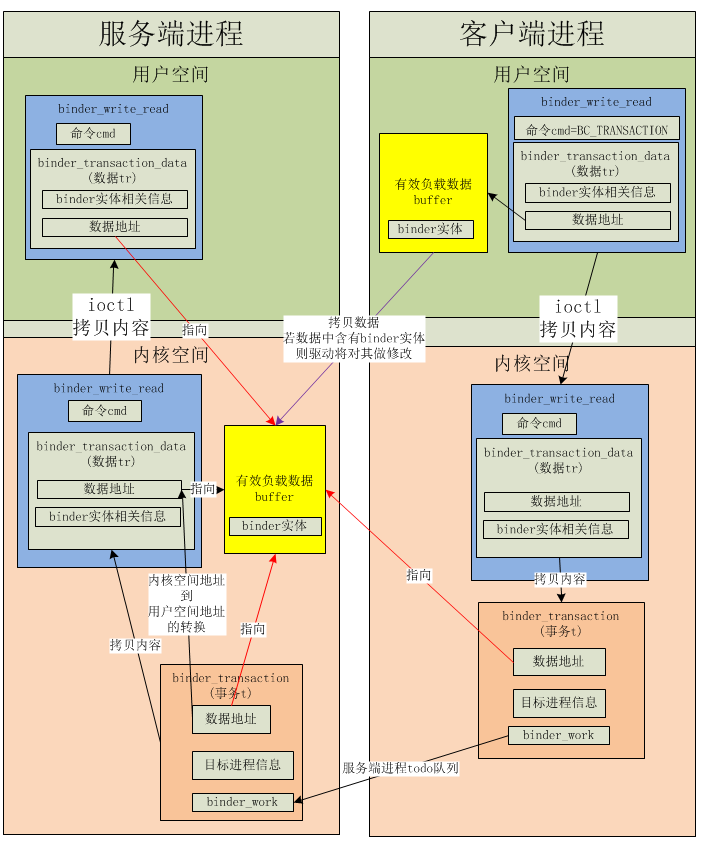 服务端进程
用户空间
binder_write_read
命令cmd
binder_transaction_data
(数据tr)
binder实体相关信息
数据地址
ioctl
拷贝内容
指向
内核空间
binder_write_read
命令cmd
binder_transaction_data
(数据tr)
数据地址
binder实体相关信息
指向
有效负载数据
buffer
binder实体
内核空间地址
到
用户空间地址
的转换
指向
拷贝内容
binder_transaction
(事务t)
数据地址
目标进程信息
binder_work
客户端进程
用户空间
有效负载数据
buffer
binder实体
binder_write_read
命令cmd=BC_TRANSACTION
binder_transaction_data
(数据tr)
binder实体相关信息
数据地址
拷贝数据
若数据中含有binder实体
则驱动将对其做修改
ioctl
拷贝内容
内核空间
binder_write_read
命令cmd
binder_transaction_data
(数据tr)
数据地址
binder实体相关信息
指向
拷贝内容
binder_transaction
(事务t)
数据地址
目标进程信息
binder_work
服务端进程todo队列